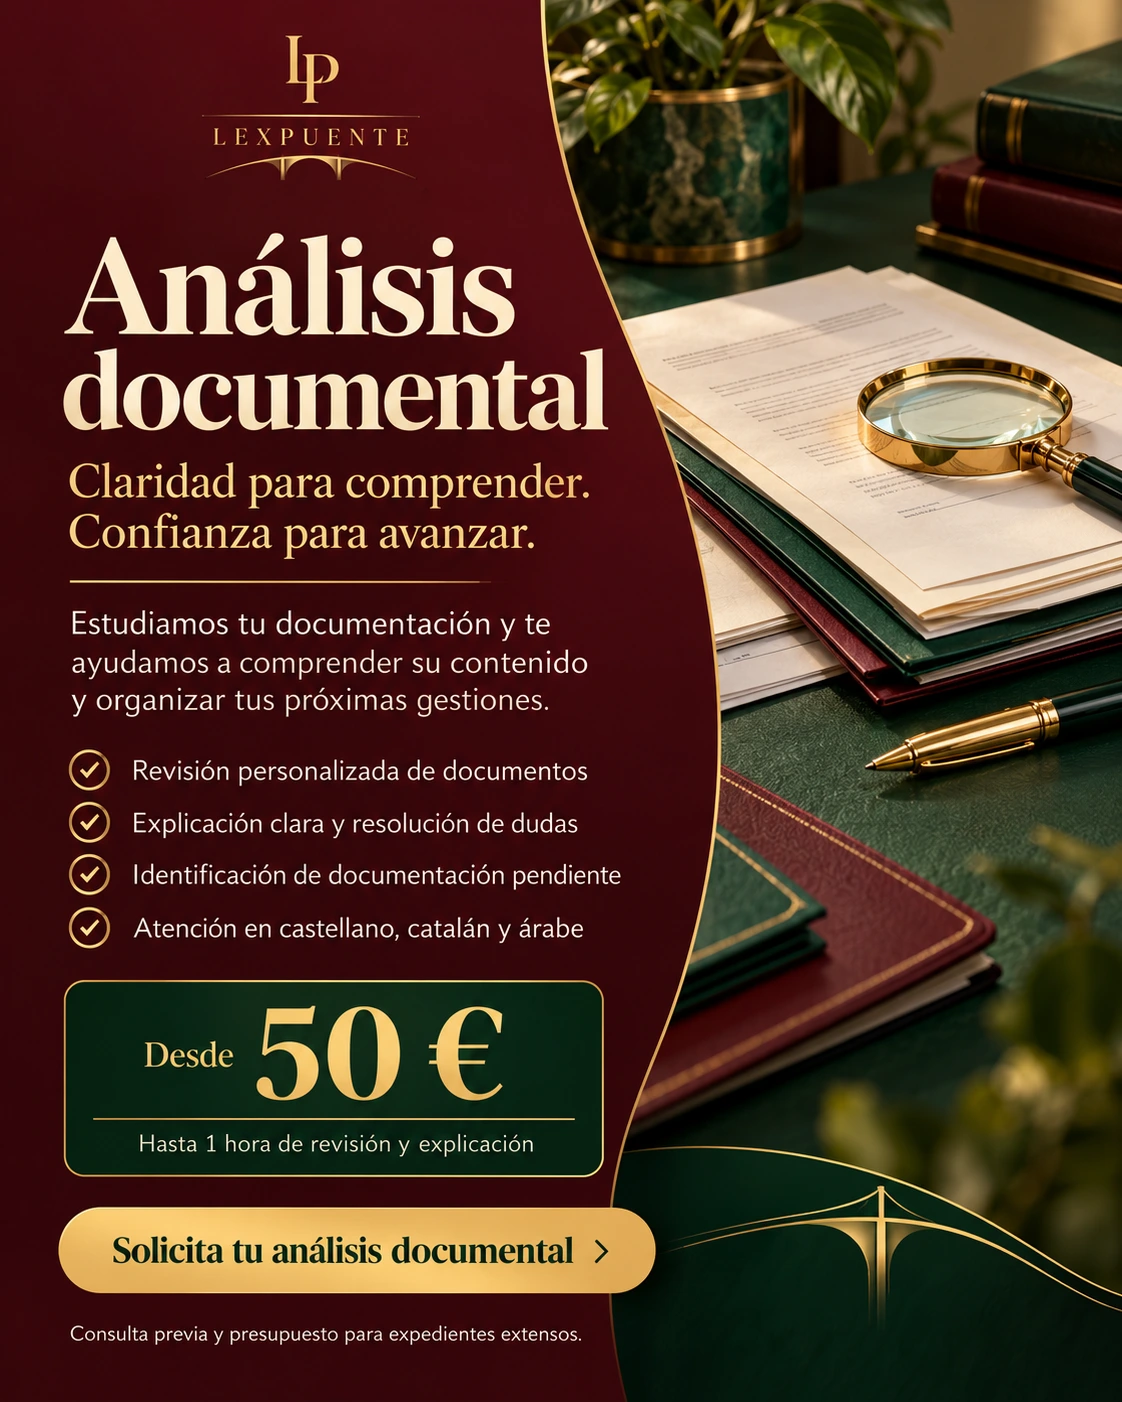 LP
LEXPUENTE
Análisis
documental
Claridad para comprender.
Confianza para avanzar.
Estudiamos tu documentación y te
ayudamos a comprender su contenido
y organizar tus próximas gestiones.
Revisión personalizada de documentos
Explicación clara y resolución de dudas
Identificación de documentación pendiente
Atención en castellano, catalán y árabe
Desde 50 €
Hasta 1 hora de revisión y explicación
Solicita tu análisis documental
Consulta previa y presupuesto para expedientes extensos.